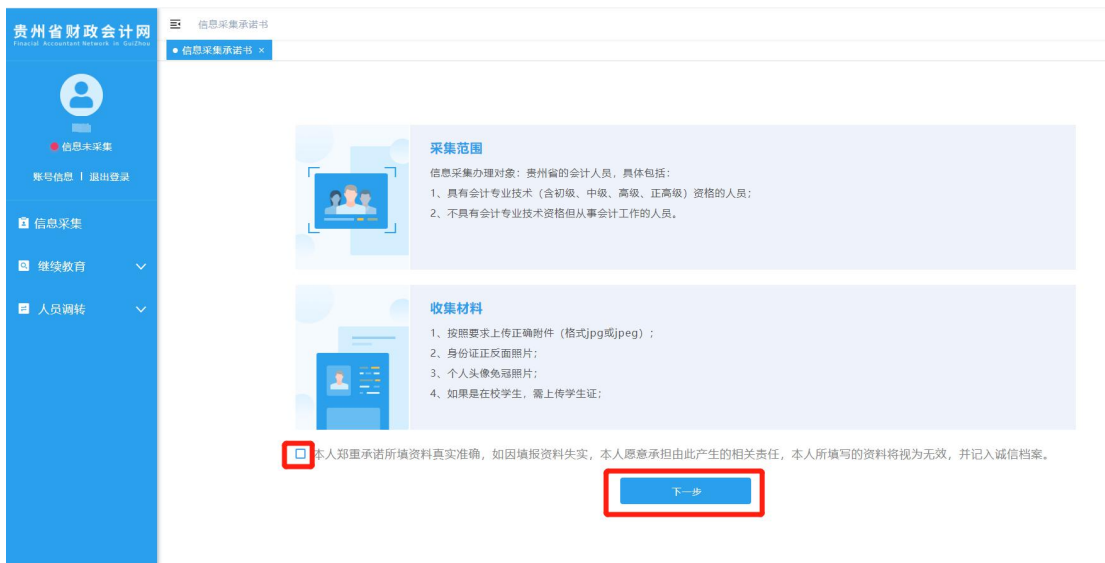 贵州省财政会计网
Finacial Accountant Network in GuiZhou
信息未采集
账号信息 | 退出登录
信息采集
继续教育
人员调转
信息采集承诺书
信息采集承诺书 ×
采集范围
信息采集办理对象：贵州省的会计人员，具体包括：
1、具有会计专业技术（含初级、中级、高级、正高级）资格的人员；
2、不具有会计专业技术资格但从事会计工作的人员。
收集材料
1、按照要求上传正确附件（格式jpg或jpeg）；
2、身份证正反面照片；
3、个人头像免冠照片；
4、如果是在校学生，需上传学生证；
本人郑重承诺所填资料真实准确，如因填报资料失实，本人愿意承担由此产生的相关责任，本人所填写的资料将视为无效，并记入诚信档案。
下一步